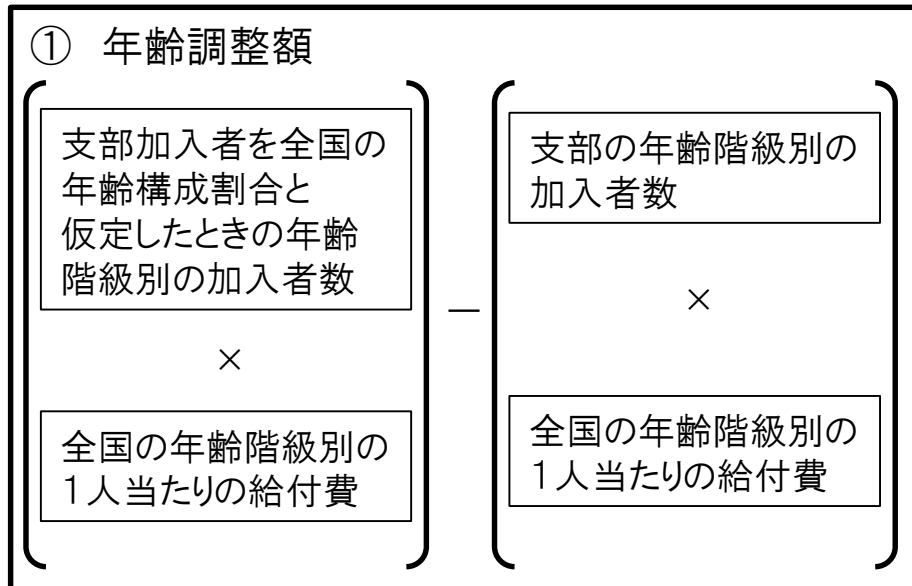 ① 年齢調整額
支部加入者を全国の
年齢構成割合と
仮定したときの年齢
階級別の加入者数
×
全国の年齢階級別の
1人当たりの給付費
－
支部の年齢階級別の
加入者数
×
全国の年齢階級別の
1人当たりの給付費